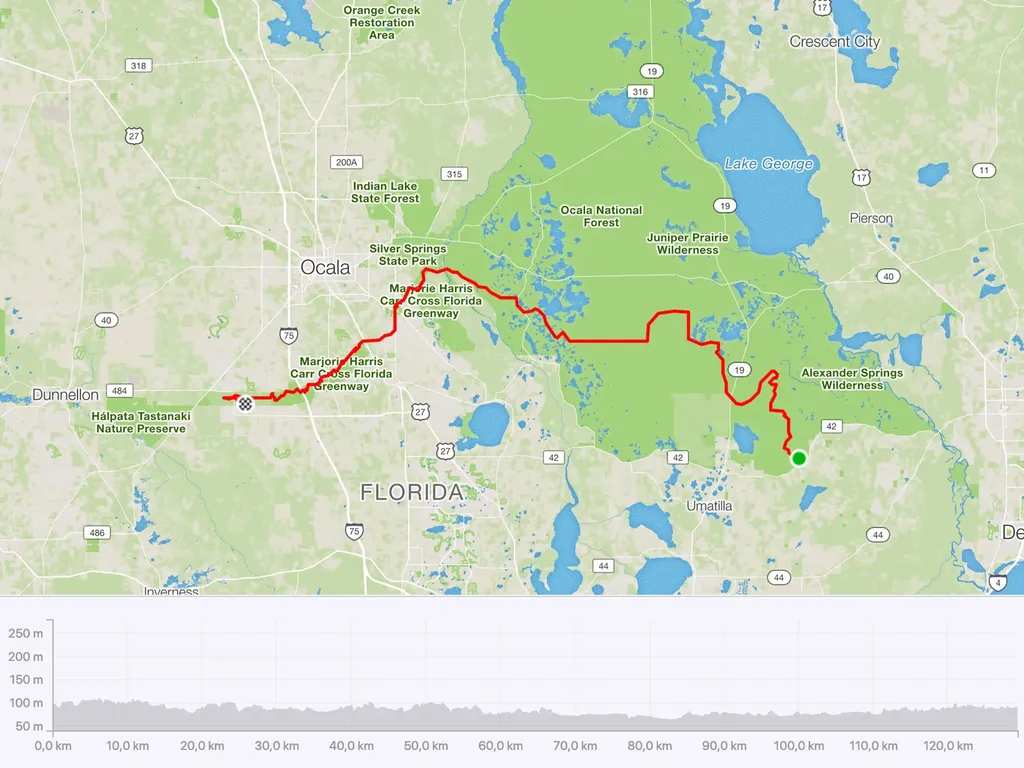 Orange Creek
Restoration
Area
17
Crescent City
318
19
316
27
200A
315
Lake George
17
11
Indian Lake
State Forest
19
Ocala National
Forest
Pierson
Juniper Prairie
Wilderness
Silver Springs
State Park
Ocala
40
Marjorie Harris
Carr Cross Florida
Greenway
40
75
Marjorie Harris
Carr Cross Florida
Greenway
19
Alexander Springs
Wilderness
Dunnellon
484
Hálpata Tastanaki
Nature Preserve
27
42
27
42
42
FLORIDA
Umatilla
486
75
44
De
44
44
4
Inverness
250 m
200 m
150 m
100 m
50 m
0,0 km
10,0 km
20,0 km
30,0 km
40,0 km
50,0 km
60,0 km
70,0 km
80,0 km
90,0 km
100,0 km
110,0 km
120,0 km